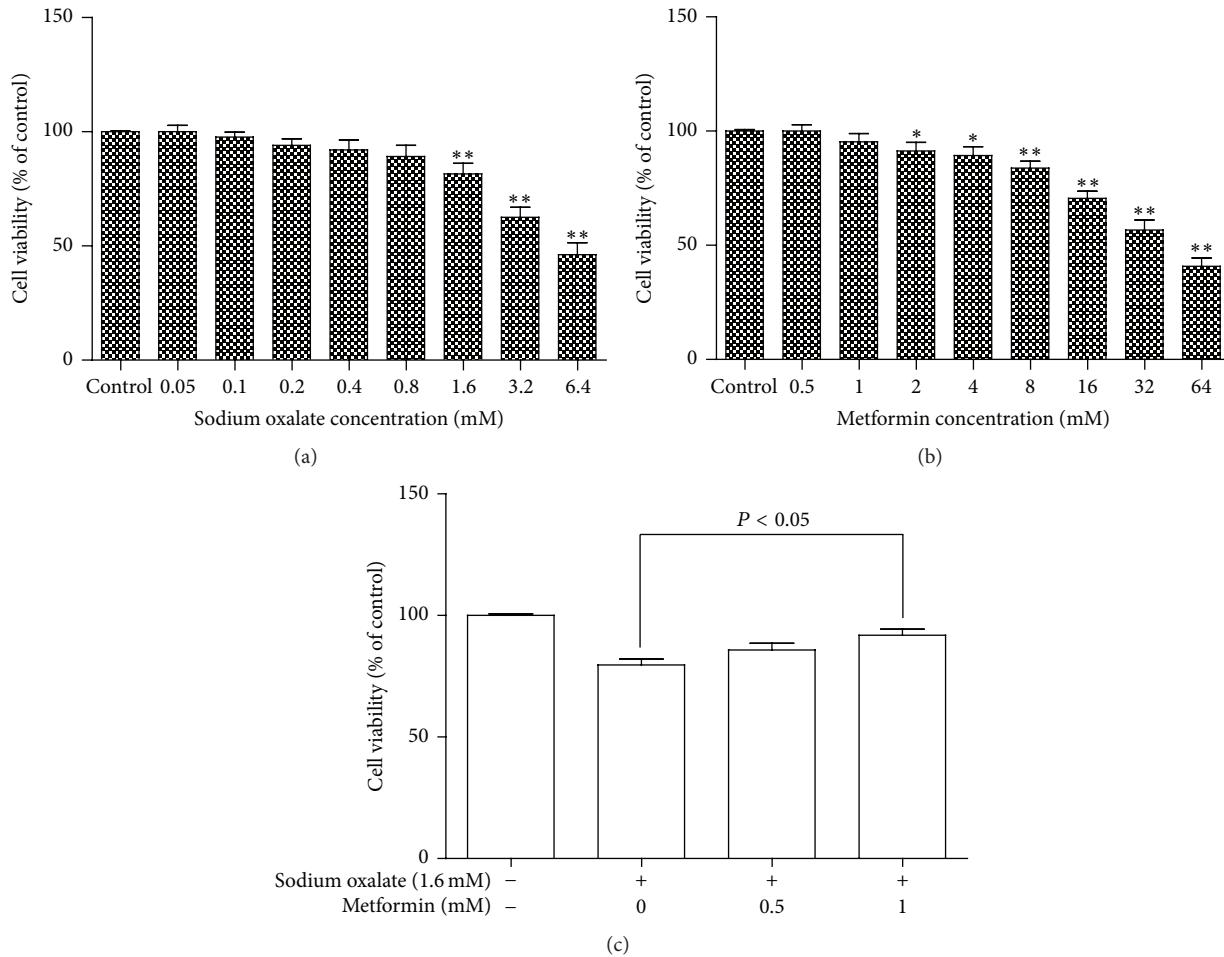 150
100
50
0
Cell viability (% of control)
** ** **
Control 0.05 0.1 0.2 0.4 0.8 1.6 3.2 6.4
Sodium oxalate concentration (mM)
(a)
150
100
50
0
Cell viability (% of control)
* * ** ** ** **
Control 0.5 1 2 4 8 16 32 64
Metformin concentration (mM)
(b)
150
100
50
0
Cell viability (% of control)
P < 0.05
Sodium oxalate (1.6 mM) − + + +
Metformin (mM) − 0 0.5 1
(c)